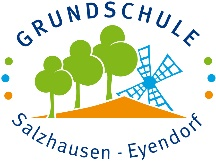 GRUNDSCHULE
Salzhausen - Eyendorf